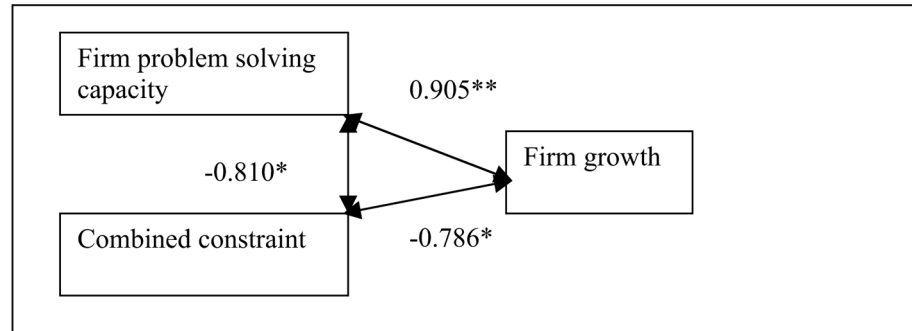 Firm problem solving
capacity
0.905**
Firm growth
-0.810*
Combined constraint
-0.786*